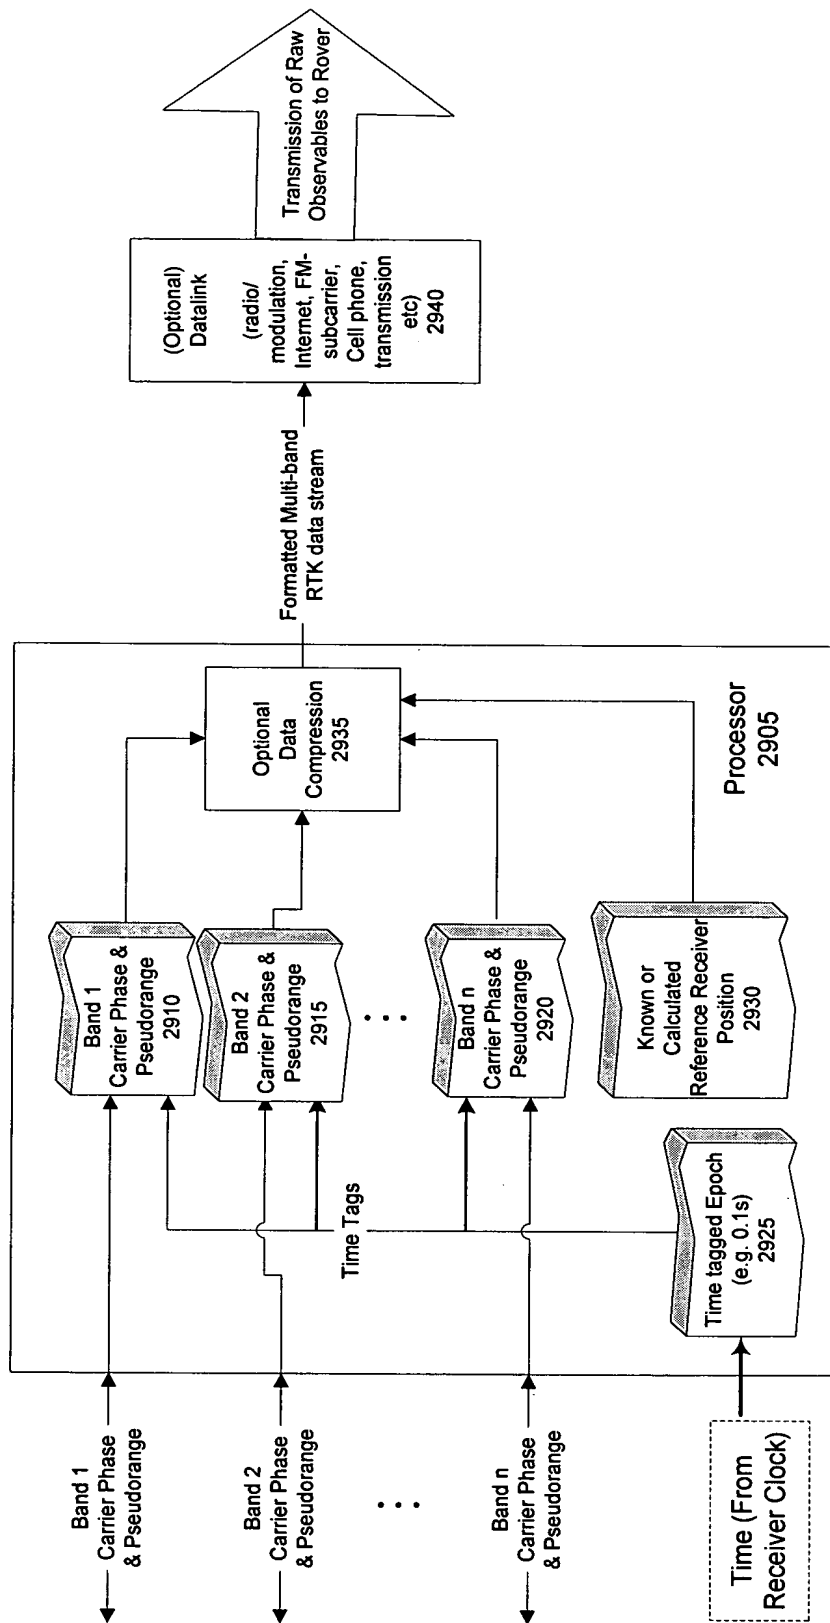 Band 1
Carrier Phase
& Pseudorange
Band 2
Carrier Phase
& Pseudorange
• • •
Band n
Carrier Phase
& Pseudorange
Time (From
Receiver Clock)
Band 1
Carrier Phase &
Pseudorange
2910
Band 2
Carrier Phase &
Pseudorange
2915
• • •
Band n
Carrier Phase &
Pseudorange
2920
Time Tags
Time tagged Epoch
(e.g. 0.1s)
2925
Known or
Calculated
Reference Receiver
Position
2930
Optional
Data
Compression
2935
Processor
2905
Formatted Multi-band
RTK data stream
(Optional)
Datalink
(radio/
modulation,
Internet, FM-
subcarrier,
Cell phone,
transmission
etc)
2940
Transmission of Raw
Observables to Rover